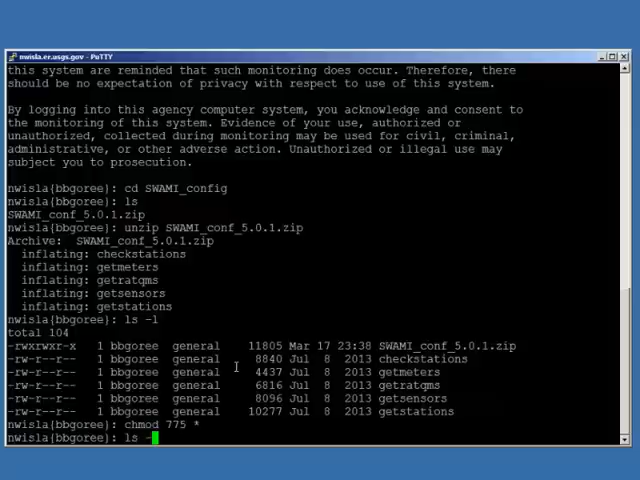 nwisla.er.usgs.gov - PuTTY
this system are reminded that such monitoring does occur. Therefore, there
should be no expectation of privacy with respect to use of this system.
By logging into this agency computer system, you acknowledge and consent to
the monitoring of this system. Evidence of your use, authorized or
unauthorized, collected during monitoring may be used for civil, criminal,
administrative, or other adverse action. Unauthorized or illegal use may
subject you to prosecution.
nwisla{bbgoree}: cd SWAMI_config
nwisla{bbgoree}: ls
SWAMI_conf_5.0.1.zip
nwisla{bbgoree}: unzip SWAMI_conf_5.0.1.zip
Archive:  SWAMI_conf_5.0.1.zip
  inflating: checkstations
  inflating: getmeters
  inflating: getratqms
  inflating: getsensors
  inflating: getstations
nwisla{bbgoree}: ls -l
total 104
-rwxrwxr-x   1 bbgoree  general    11805 Mar 17 23:38 SWAMI_conf_5.0.1.zip
-rw-r--r--   1 bbgoree  general     8840 Jul  8  2013 checkstations
-rw-r--r--   1 bbgoree  general     4437 Jul  8  2013 getmeters
-rw-r--r--   1 bbgoree  general     6816 Jul  8  2013 getratqms
-rw-r--r--   1 bbgoree  general     8096 Jul  8  2013 getsensors
-rw-r--r--   1 bbgoree  general    10277 Jul  8  2013 getstations
nwisla{bbgoree}: chmod 775 *
nwisla{bbgoree}: ls -